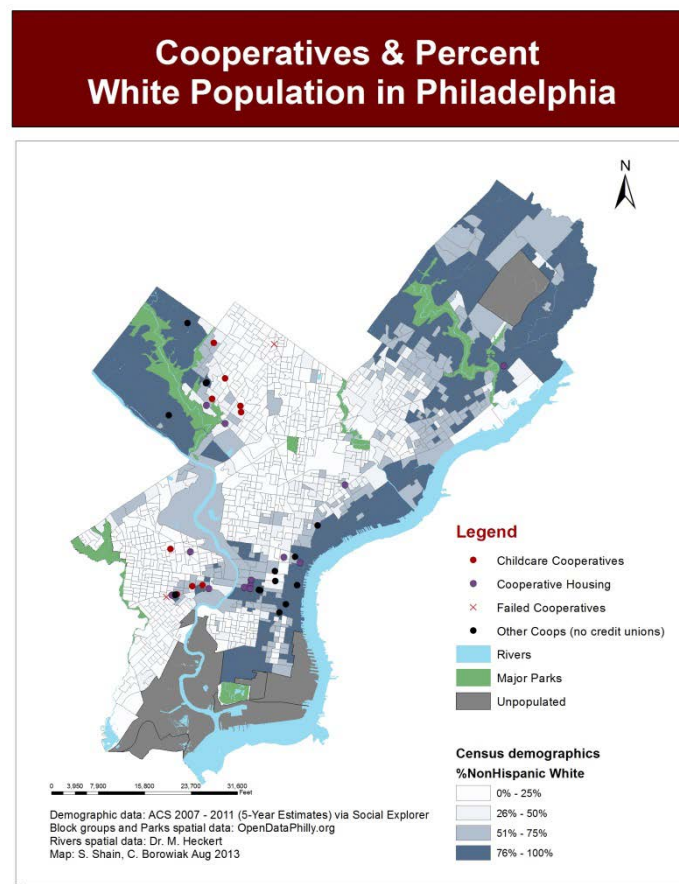 Cooperatives & Percent
White Population in Philadelphia
N
Legend
Childcare Cooperatives
Cooperative Housing
Failed Cooperatives
Other Coops (no credit unions)
Rivers
Major Parks
Unpopulated
Census demographics
%NonHispanic White
0% - 25%
26% - 50%
51% - 75%
76% - 100%
0 3,950 7,900 15,800 23,700 31,600
Feet
Demographic data: ACS 2007 - 2011 (5-Year Estimates) via Social Explorer
Block groups and Parks spatial data: OpenDataPhilly.org
Rivers spatial data: Dr. M. Heckert
Map: S. Shain, C. Borowiak Aug 2013